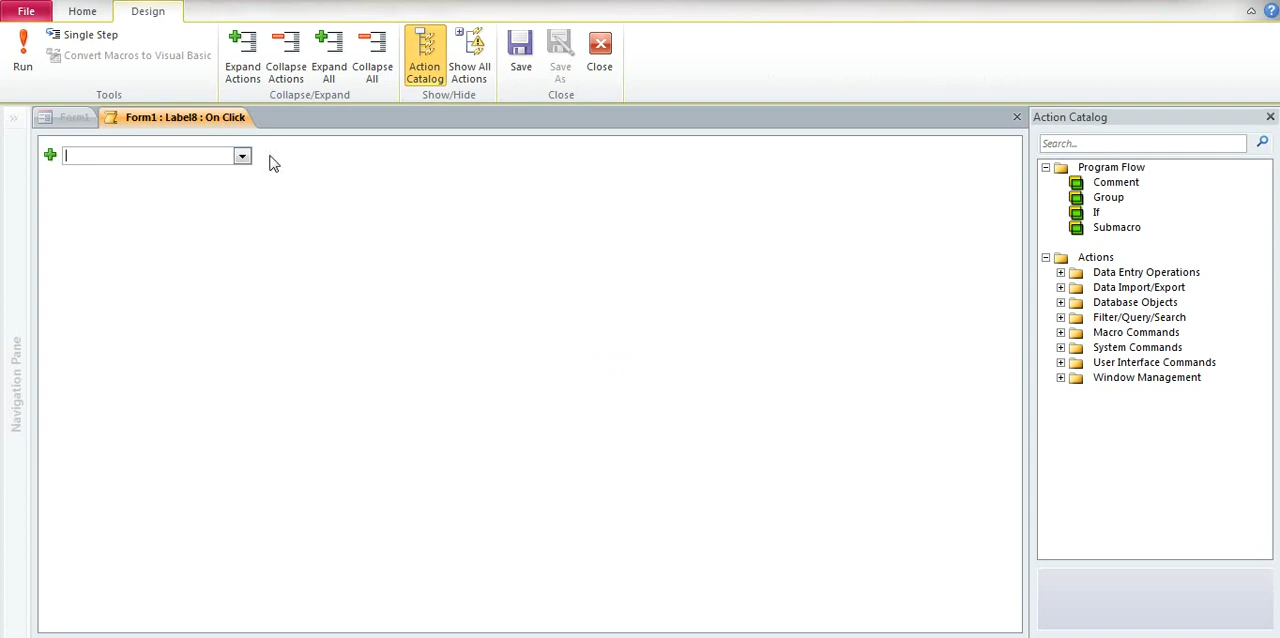 File Home Design
Run
Single Step
Convert Macros to Visual Basic
Tools
Expand Actions
Collapse Actions
Expand All
Collapse All
Collapse/Expand
Action Catalog
Show All Actions
Show/Hide
Save
Save As
Close
Close
Form1
Form1 : Label8 : On Click
Navigation Pane
Action Catalog
Search...
Program Flow
Comment
Group
If
Submacro
Actions
Data Entry Operations
Data Import/Export
Database Objects
Filter/Query/Search
Macro Commands
System Commands
User Interface Commands
Window Management